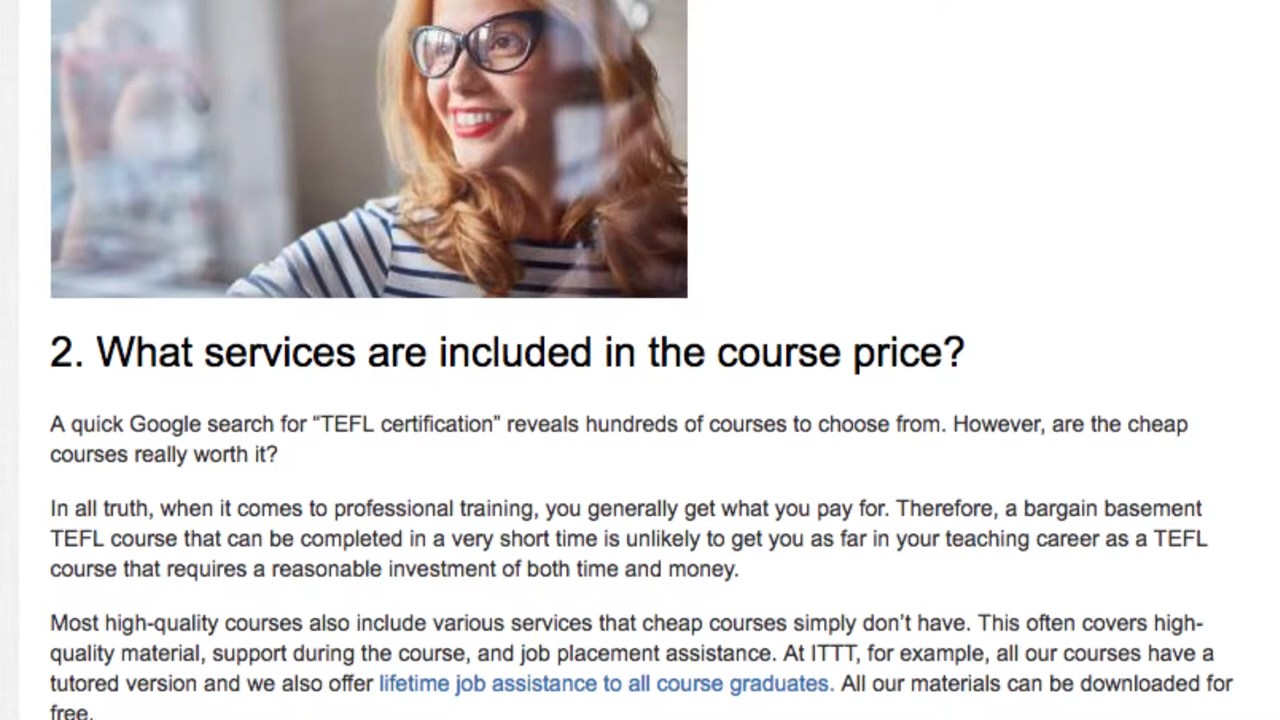 2. What services are included in the course price?
A quick Google search for “TEFL certification” reveals hundreds of courses to choose from. However, are the cheap
courses really worth it?
In all truth, when it comes to professional training, you generally get what you pay for. Therefore, a bargain basement
TEFL course that can be completed in a very short time is unlikely to get you as far in your teaching career as a TEFL
course that requires a reasonable investment of both time and money.
Most high-quality courses also include various services that cheap courses simply don’t have. This often covers high-
quality material, support during the course, and job placement assistance. At ITTT, for example, all our courses have a
tutored version and we also offer lifetime job assistance to all course graduates. All our materials can be downloaded for
free.